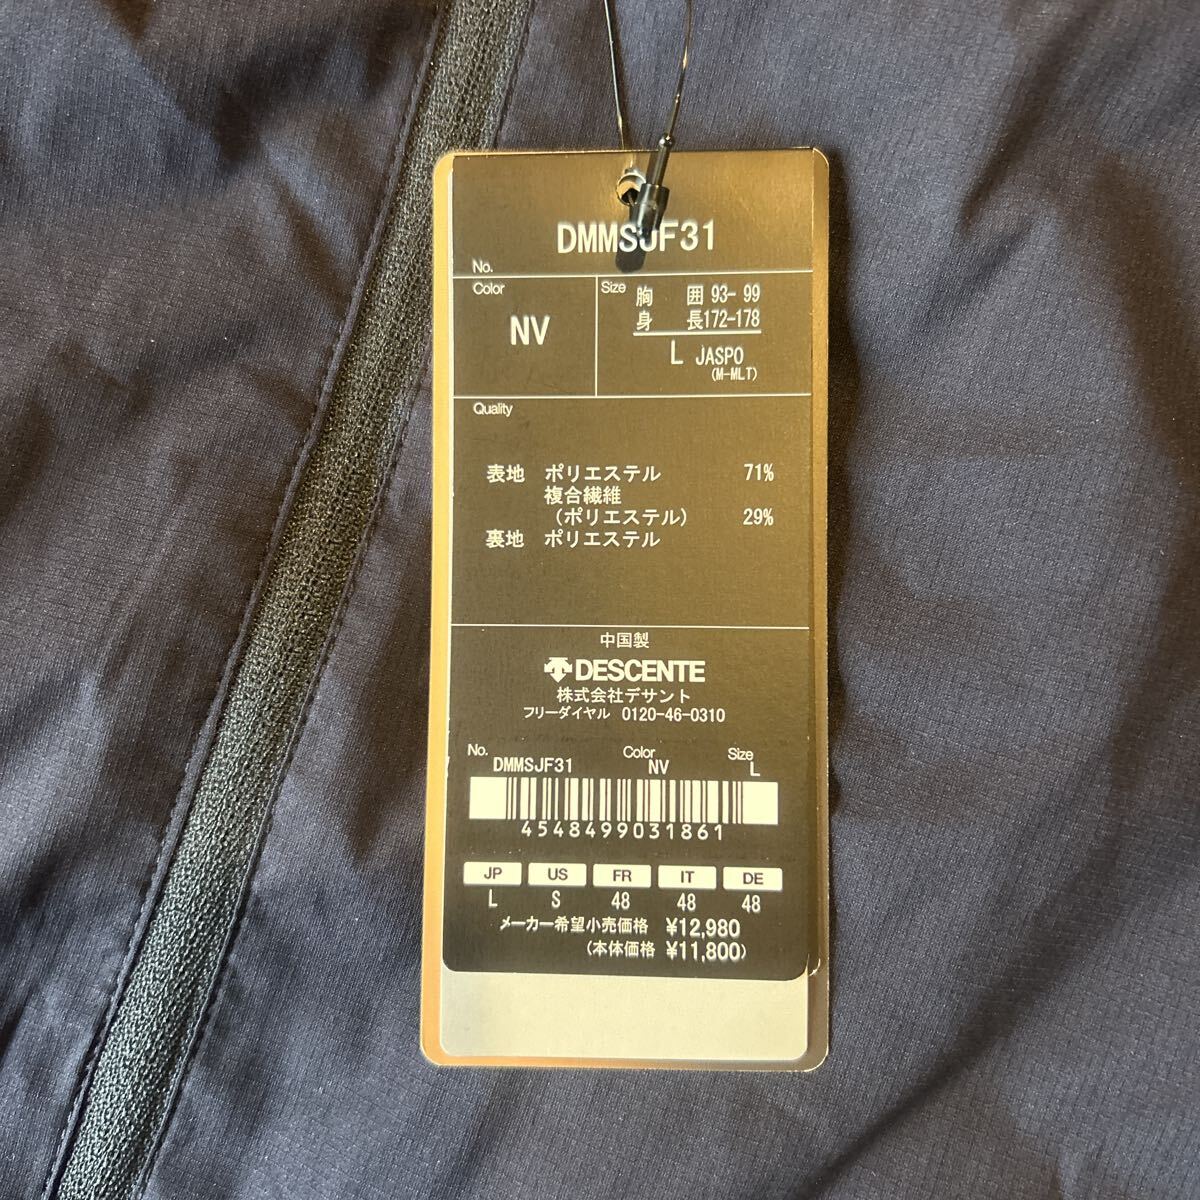 DMMSJF31
No.
Color
NV
Size
胸 囲 93- 99
身 長172-178
L JASPO
(M-MLT)
Quality
表地 ポリエステル 71%
複合繊維
(ポリエステル) 29%
裏地 ポリエステル
中国製
DESCENTE
株式会社デサント
フリーダイヤル 0120-46-0310
No. Color Size
DMMSJF31 NV L
4548499031861
JP US FR IT DE
L S 48 48 48
メーカー希望小売価格 ¥12,980
(本体価格 ¥11,800)